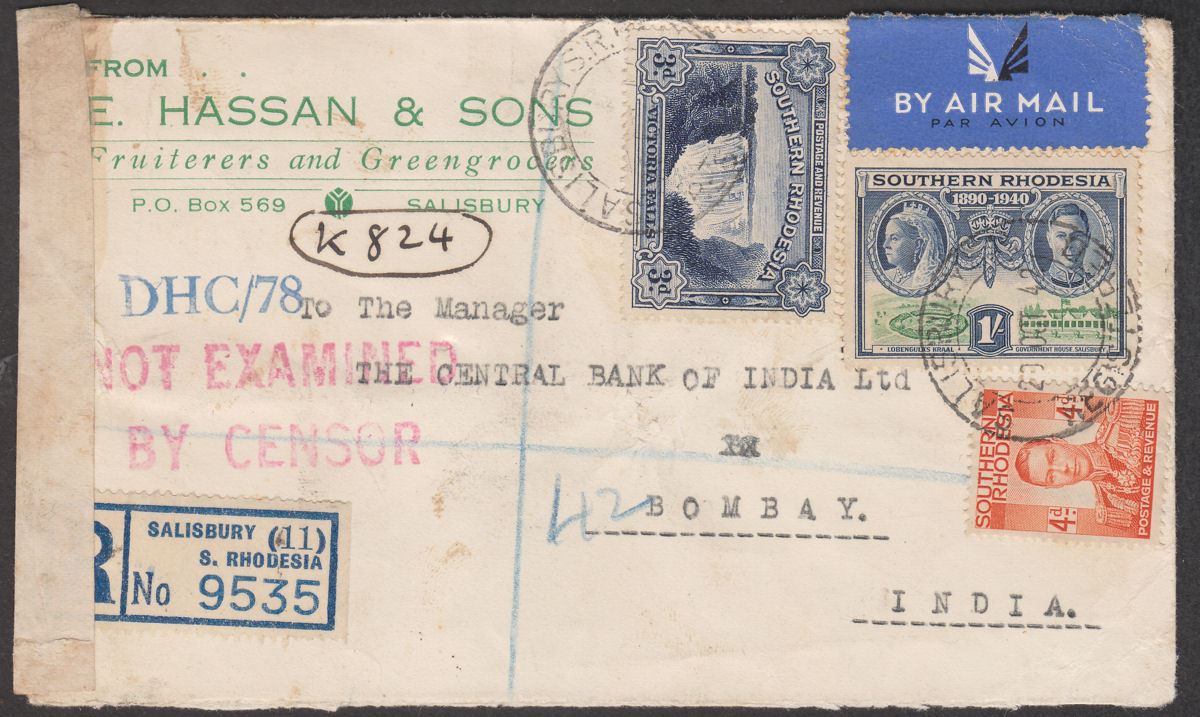 FROM . .
E. HASSAN & SONS
Fruiterers and Greengrocers
P.O. Box 569 SALISBURY
K 824
DHC/78
To The Manager
NOT EXAMINED
THE CENTRAL BANK OF INDIA Ltd
BY CENSOR
42
BOMBAY.
INDIA.
SALISBURY (11)
S. RHODESIA
R
No 9535
3d
SOUTHERN RHODESIA
POSTAGE AND REVENUE
VICTORIA FALLS
3d
SALISBURY S.R.
BY AIR MAIL
PAR AVION
SOUTHERN RHODESIA
1890-1940
1/-
LOBENGULA'S KRAAL
GOVERNMENT HOUSE, SALISBURY
SALISBURY
SOUTHERN
RHODESIA
4d
4d
POSTAGE & REVENUE